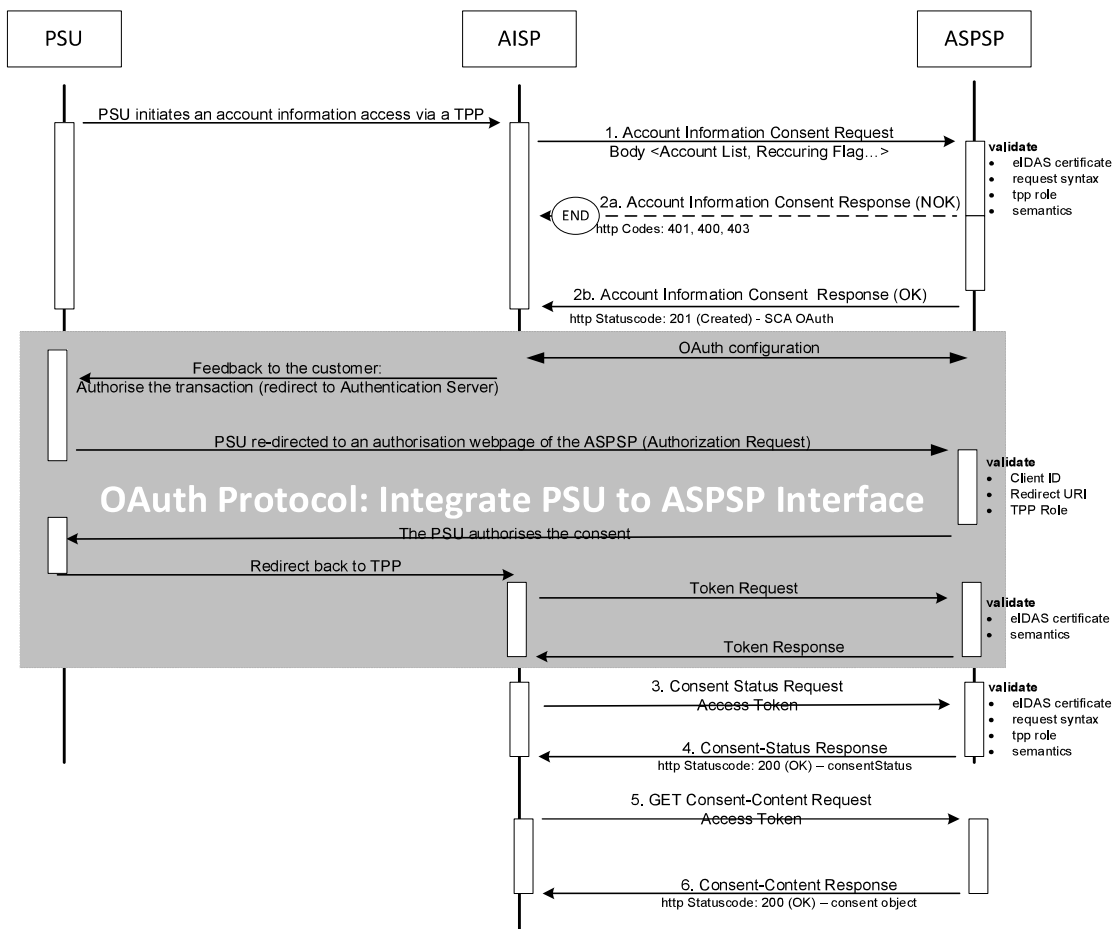 PSU
AISP
ASPSP
PSU initiates an account information access via a TPP
1. Account Information Consent Request
Body <Account List, Reccuring Flag…>
validate
• eIDAS certificate
• request syntax
• tpp role
• semantics
2a. Account Information Consent Response (NOK)
END
http Codes: 401, 400, 403
2b. Account Information Consent Response (OK)
http Statuscode: 201 (Created) - SCA OAuth
OAuth configuration
Feedback to the customer:
Authorise the transaction (redirect to Authentication Server)
PSU re-directed to an authorisation webpage of the ASPSP (Authorization Request)
validate
• Client ID
• Redirect URI
• TPP Role
OAuth Protocol: Integrate PSU to ASPSP Interface
The PSU authorises the consent
Redirect back to TPP
Token Request
validate
• eIDAS certificate
• semantics
Token Response
3. Consent Status Request
Access Token
validate
• eIDAS certificate
• request syntax
• tpp role
• semantics
4. Consent-Status Response
http Statuscode: 200 (OK) – consentStatus
5. GET Consent-Content Request
Access Token
6. Consent-Content Response
http Statuscode: 200 (OK) – consent object